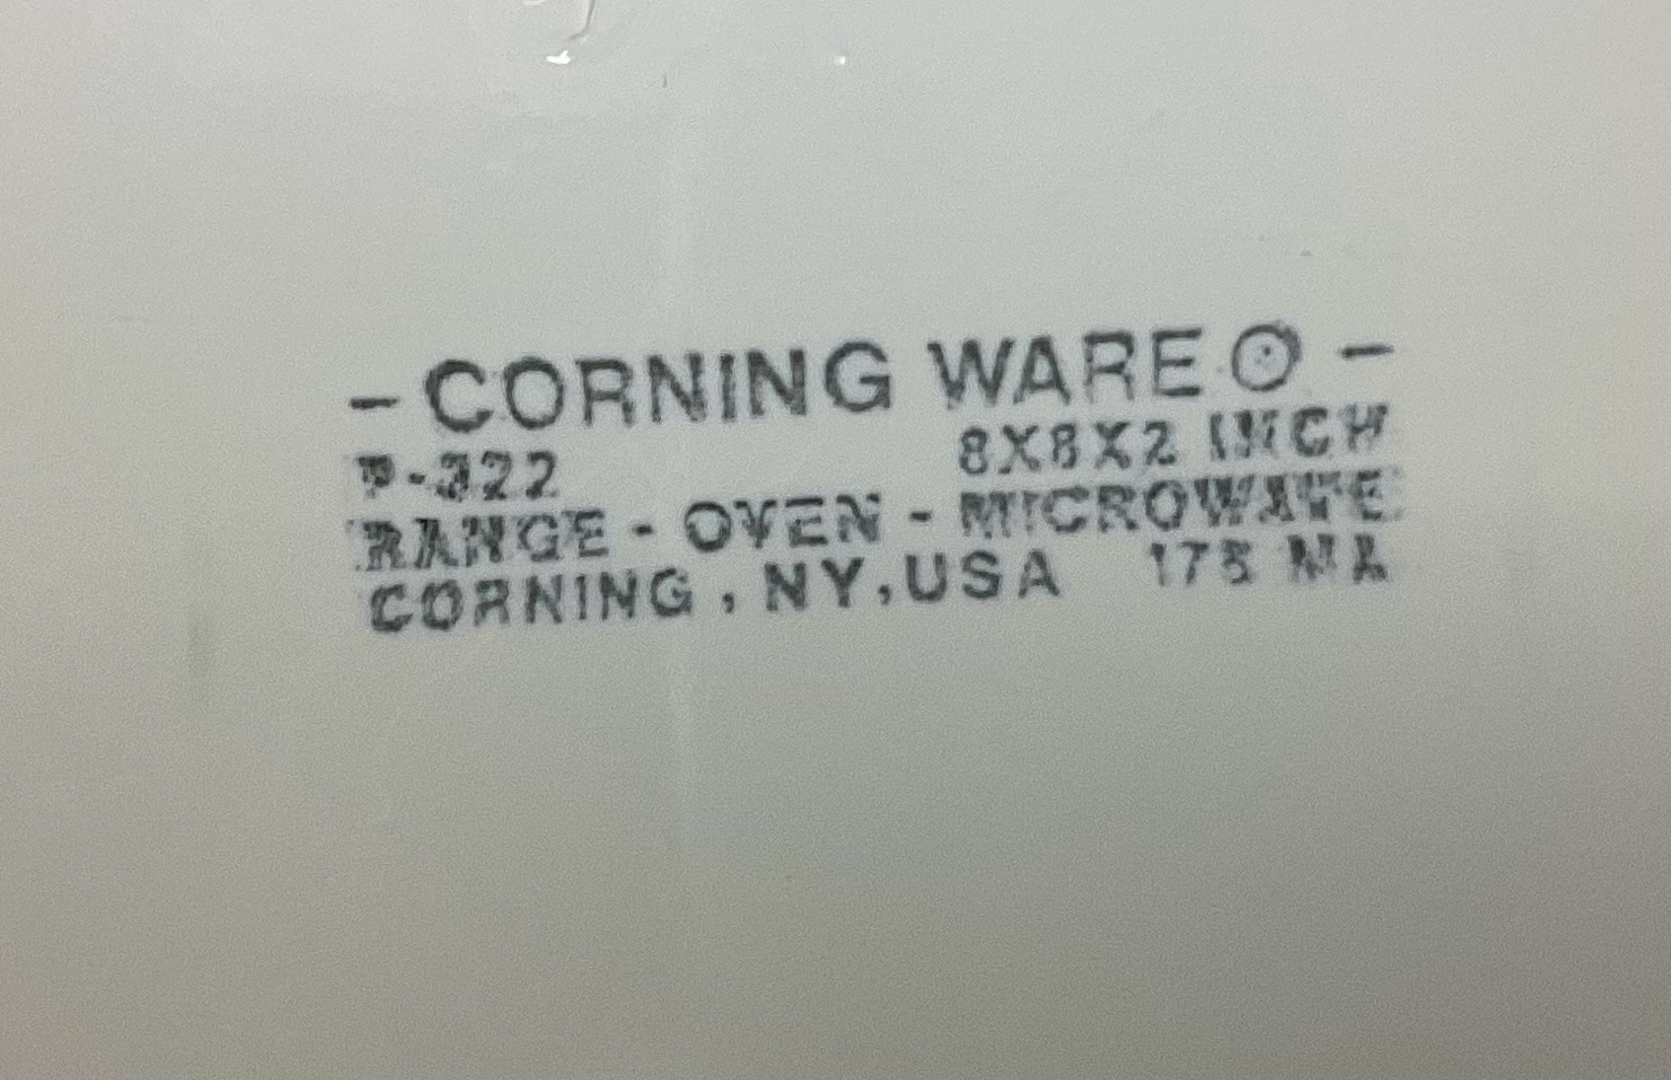 - CORNING WARE ® -
P-322 8X8X2 INCH
RANGE - OVEN - MICROWAVE
CORNING, NY, USA 175 MA